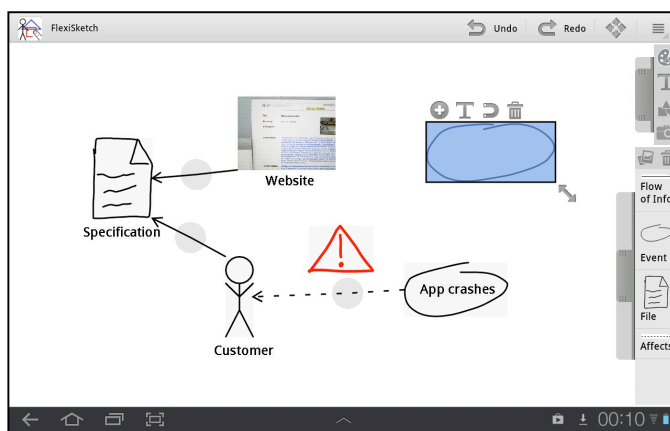 FlexiSketch
Undo
Redo
Website
Specification
Customer
App crashes
Flow
of Info
Event
File
Affects
00:10